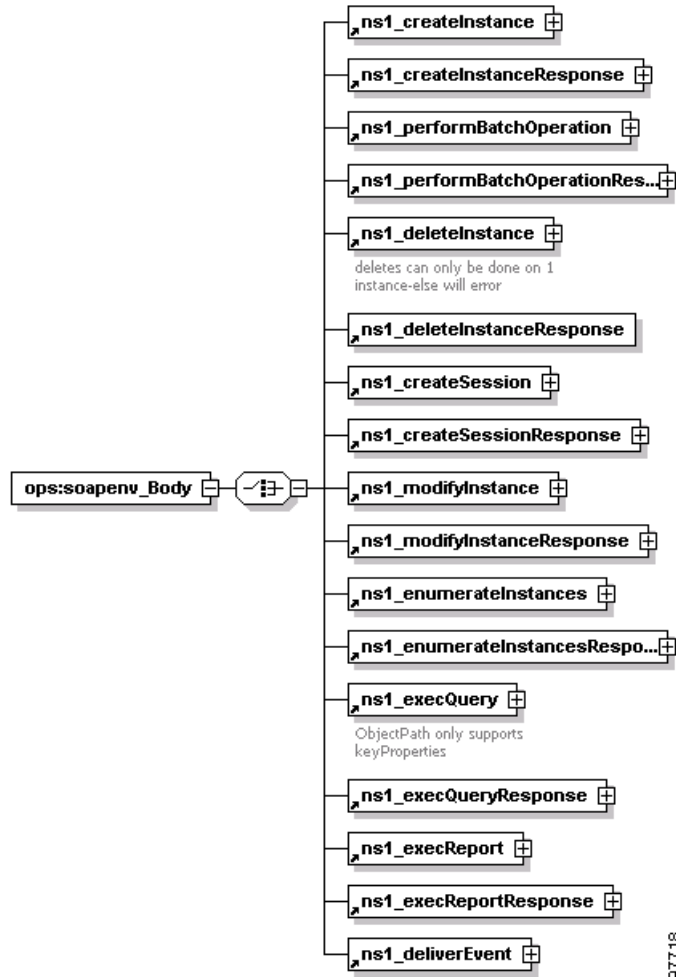 ns1_createInstance
ns1_createInstanceResponse
ns1_performBatchOperation
ns1_performBatchOperationRes...
ns1_deleteInstance
deletes can only be done on 1
instance-else will error
ns1_deleteInstanceResponse
ns1_createSession
ns1_createSessionResponse
ops:soapenv_Body
ns1_modifyInstance
ns1_modifyInstanceResponse
ns1_enumerateInstances
ns1_enumerateInstancesRespo...
ns1_execQuery
ObjectPath only supports
keyProperties
ns1_execQueryResponse
ns1_execReport
ns1_execReportResponse
ns1_deliverEvent